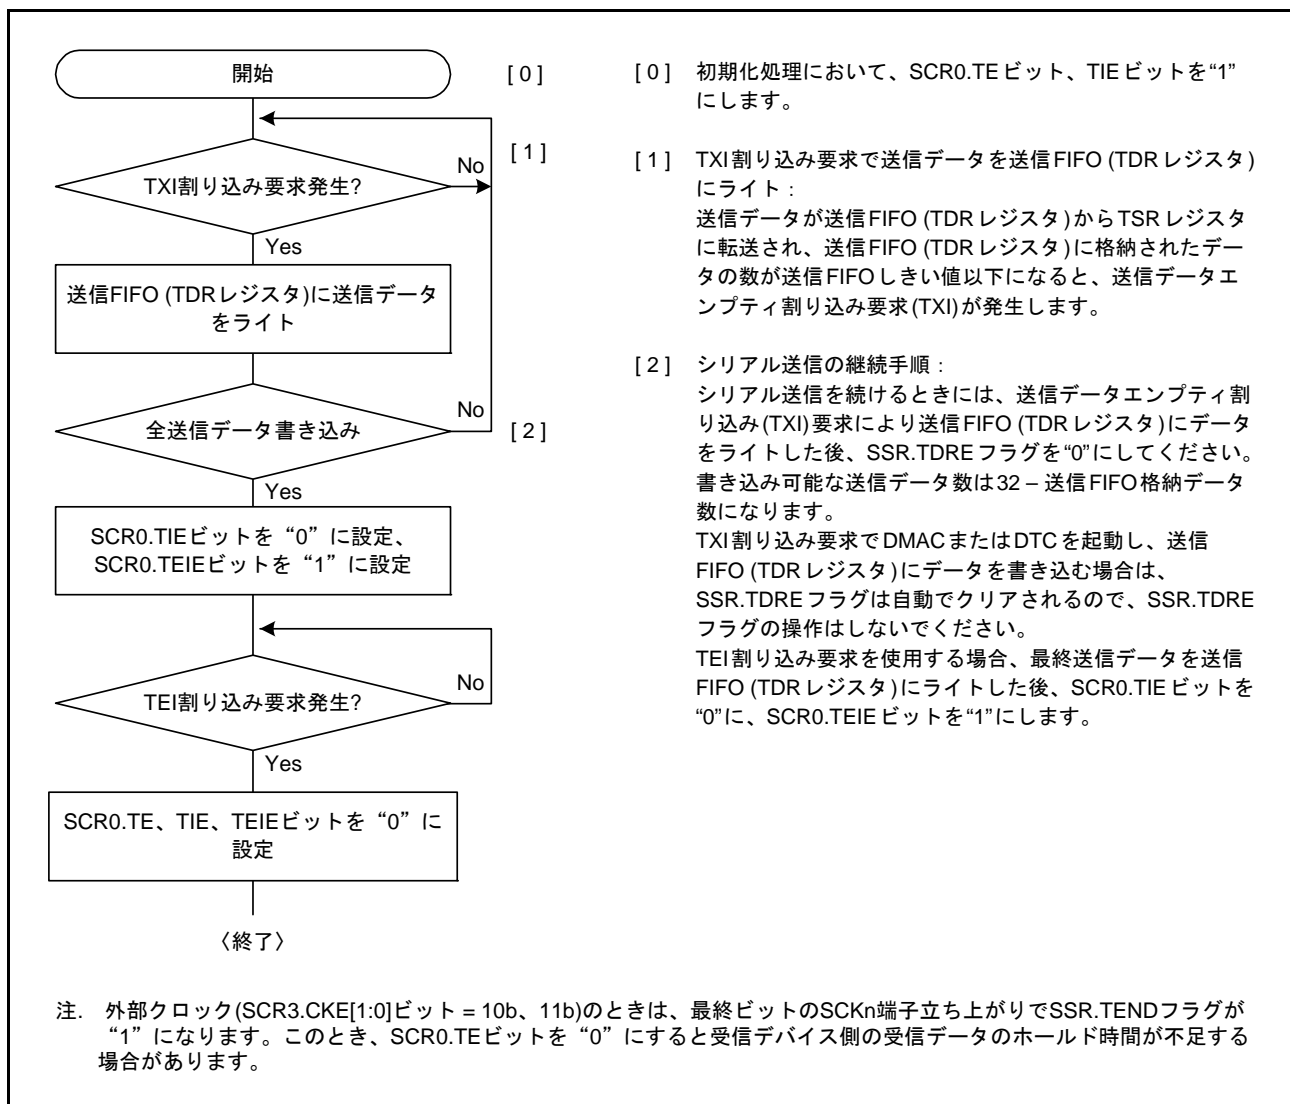 開始
[ 0 ]
TXI割り込み要求発生?
No
[ 1 ]
Yes
送信FIFO (TDRレジスタ)に送信データ
をライト
全送信データ書き込み
No
[ 2 ]
Yes
SCR0.TIEビットを“0”に設定、
SCR0.TEIEビットを“1”に設定
TEI割り込み要求発生?
No
Yes
SCR0.TE、TIE、TEIEビットを“0”に
設定
〈終了〉
[ 0 ] 初期化処理において、SCR0.TEビット、TIEビットを“1”
にします。
[ 1 ] TXI割り込み要求で送信データを送信FIFO (TDRレジスタ)
にライト：
送信データが送信FIFO (TDRレジスタ)からTSRレジスタ
に転送され、送信FIFO (TDRレジスタ)に格納されたデー
タの数が送信FIFOしきい値以下になると、送信データエ
ンプティ割り込み要求(TXI)が発生します。
[ 2 ] シリアル送信の継続手順：
シリアル送信を続けるときには、送信データエンプティ割
り込み(TXI)要求により送信FIFO (TDRレジスタ)にデータ
をライトした後、SSR.TDREフラグを“0”にしてください。
書き込み可能な送信データ数は32 – 送信FIFO格納データ
数になります。
TXI割り込み要求でDMACまたはDTCを起動し、送信
FIFO (TDRレジスタ)にデータを書き込む場合は、
SSR.TDREフラグは自動でクリアされるので、SSR.TDRE
フラグの操作はしないでください。
TEI割り込み要求を使用する場合、最終送信データを送信
FIFO (TDRレジスタ)にライトした後、SCR0.TIEビットを
“0”に、SCR0.TEIEビットを“1”にします。
注. 外部クロック(SCR3.CKE[1:0]ビット = 10b、11b)のときは、最終ビットのSCKn端子立ち上がりでSSR.TENDフラグが
“1”になります。このとき、SCR0.TEビットを“0”にすると受信デバイス側の受信データのホールド時間が不足する
場合があります。